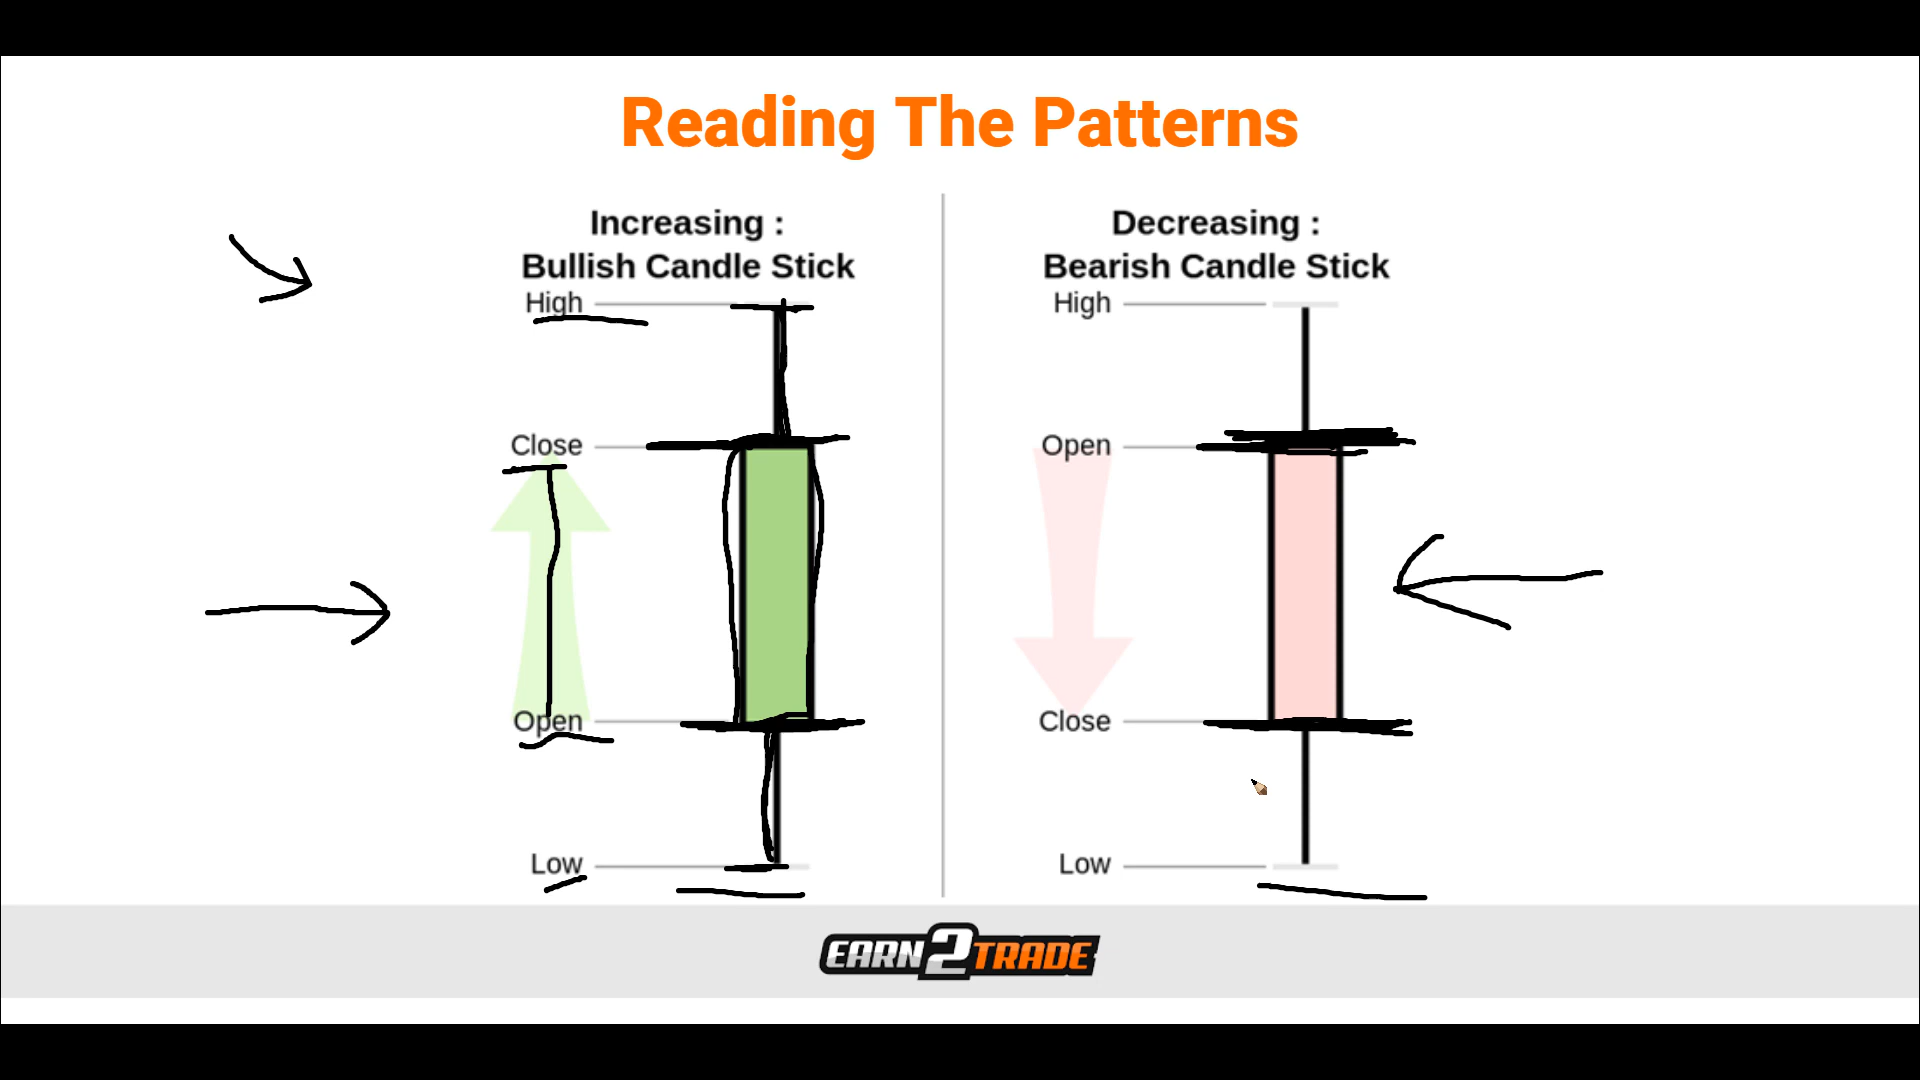 Reading The Patterns
Increasing :
Bullish Candle Stick
High
Close
Open
Low
Decreasing :
Bearish Candle Stick
High
Open
Close
Low
EARN2TRADE